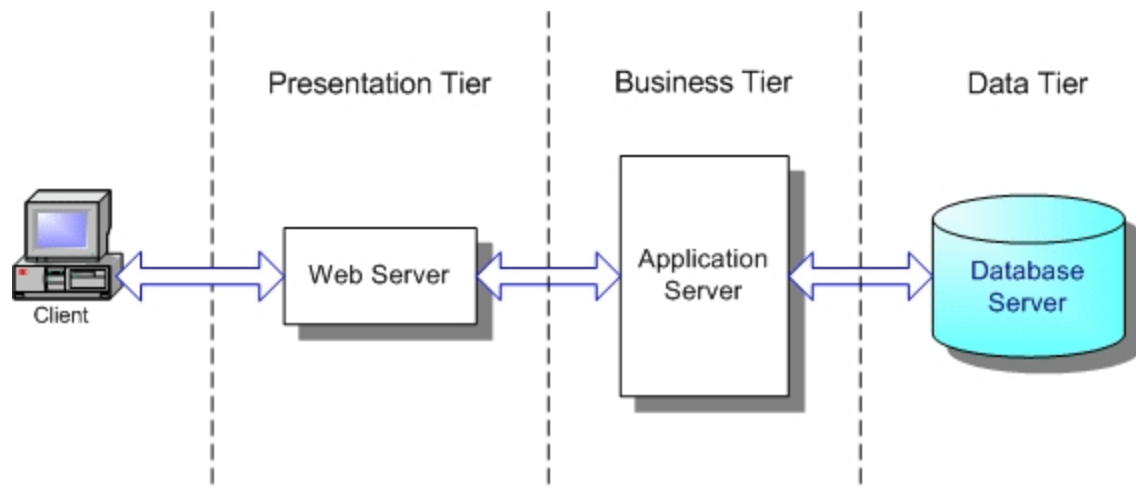 Presentation Tier
Business Tier
Data Tier
Client
Web Server
Application
Server
Database
Server